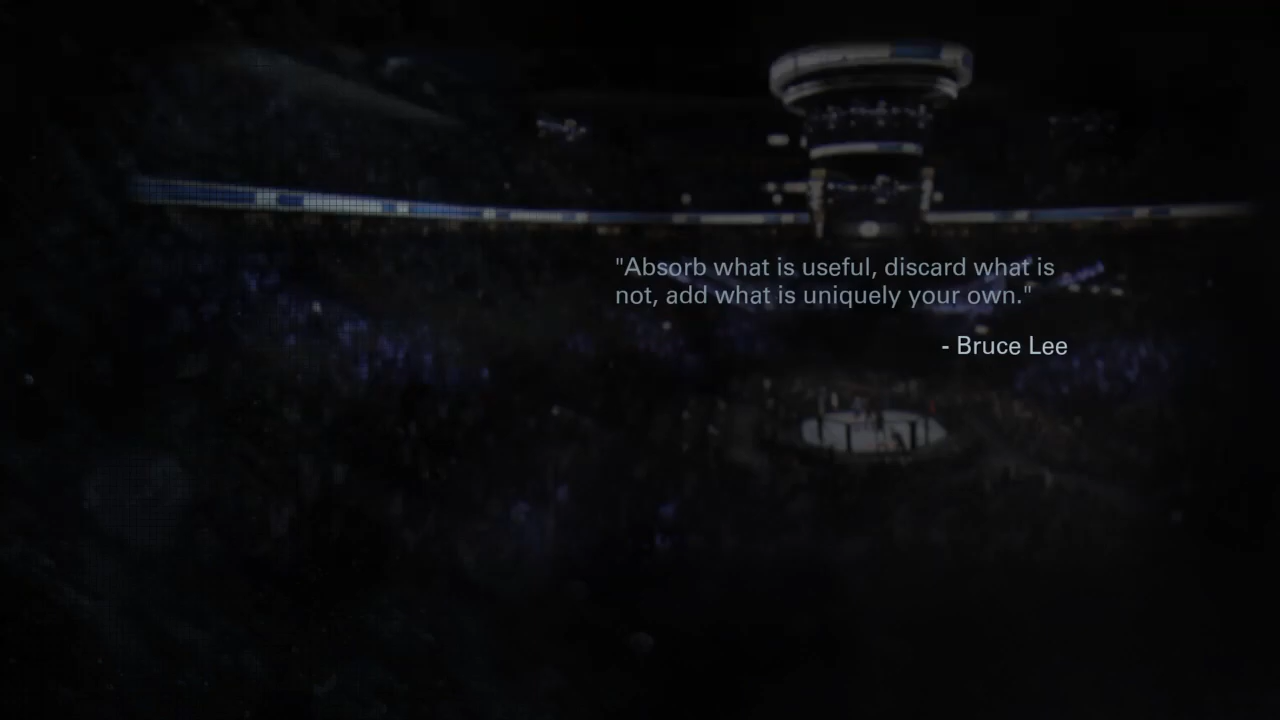 "Absorb what is useful, discard what is
not, add what is uniquely your own."
- Bruce Lee